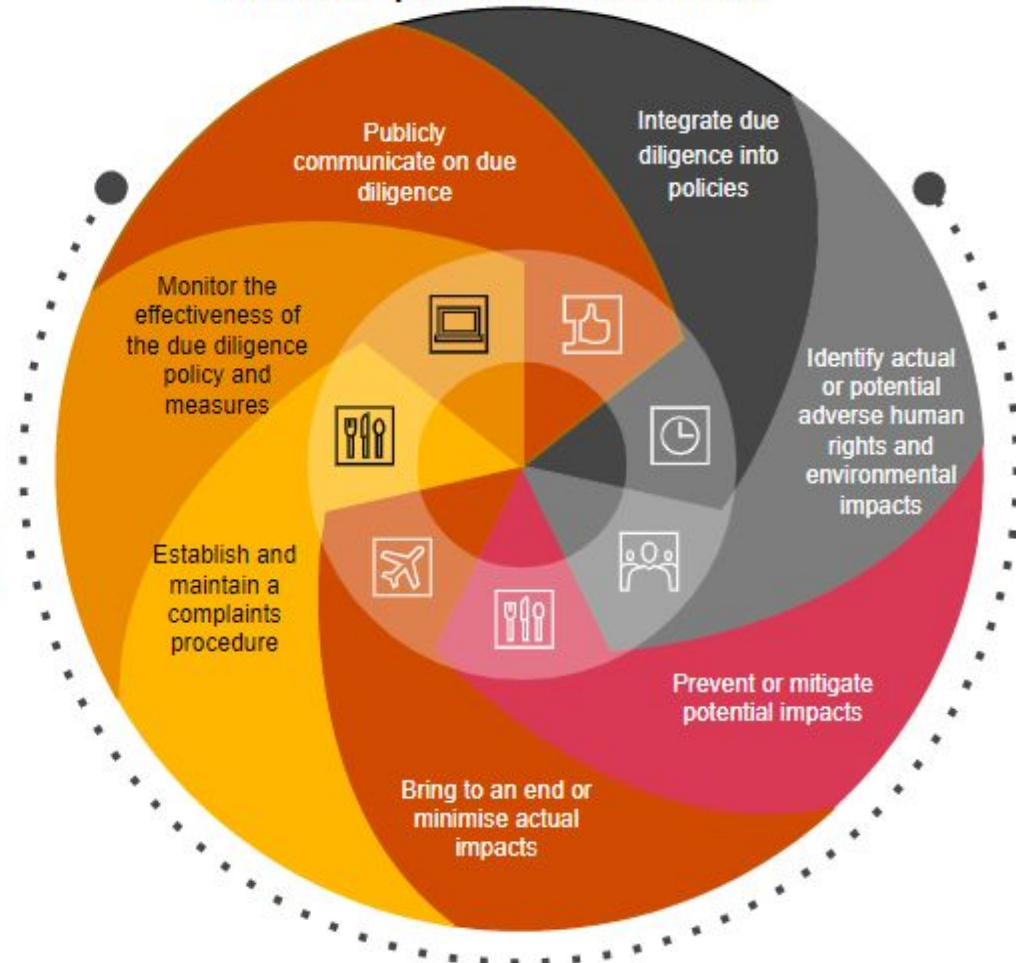 Integrate due
diligence into
policies
Identify actual
or potential
adverse human
rights and
environmental
impacts
Prevent or mitigate
potential impacts
Bring to an end or
minimise actual
impacts
Establish and
maintain a
complaints
procedure
Monitor the
effectiveness of
the due diligence
policy and
measures
Publicly
communicate on due
diligence